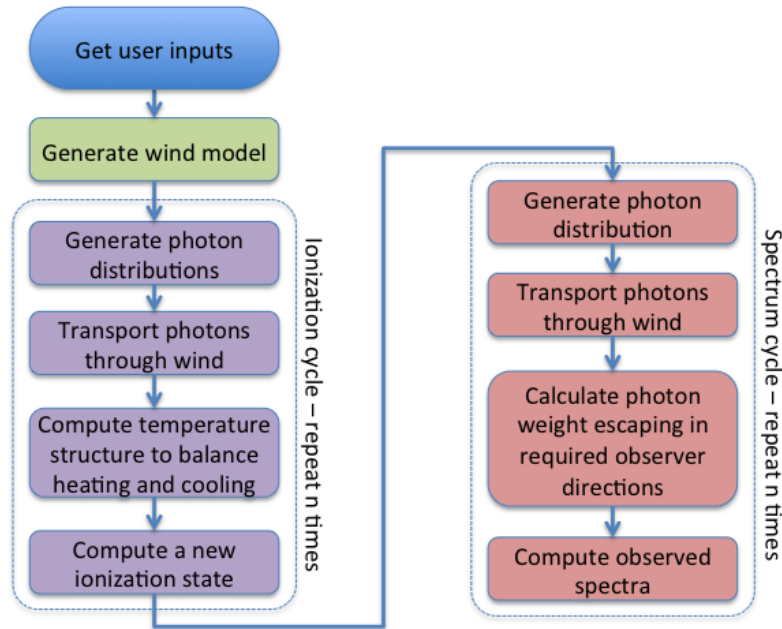 Get user inputs
Generate wind model
Generate photon
distributions
Transport photons
through wind
Compute temperature
structure to balance
heating and cooling
Compute a new
ionization state
Ionization cycle – repeat n times
Generate photon
distribution
Transport photons
through wind
Calculate photon
weight escaping in
required observer
directions
Compute observed
spectra
Spectrum cycle – repeat n times